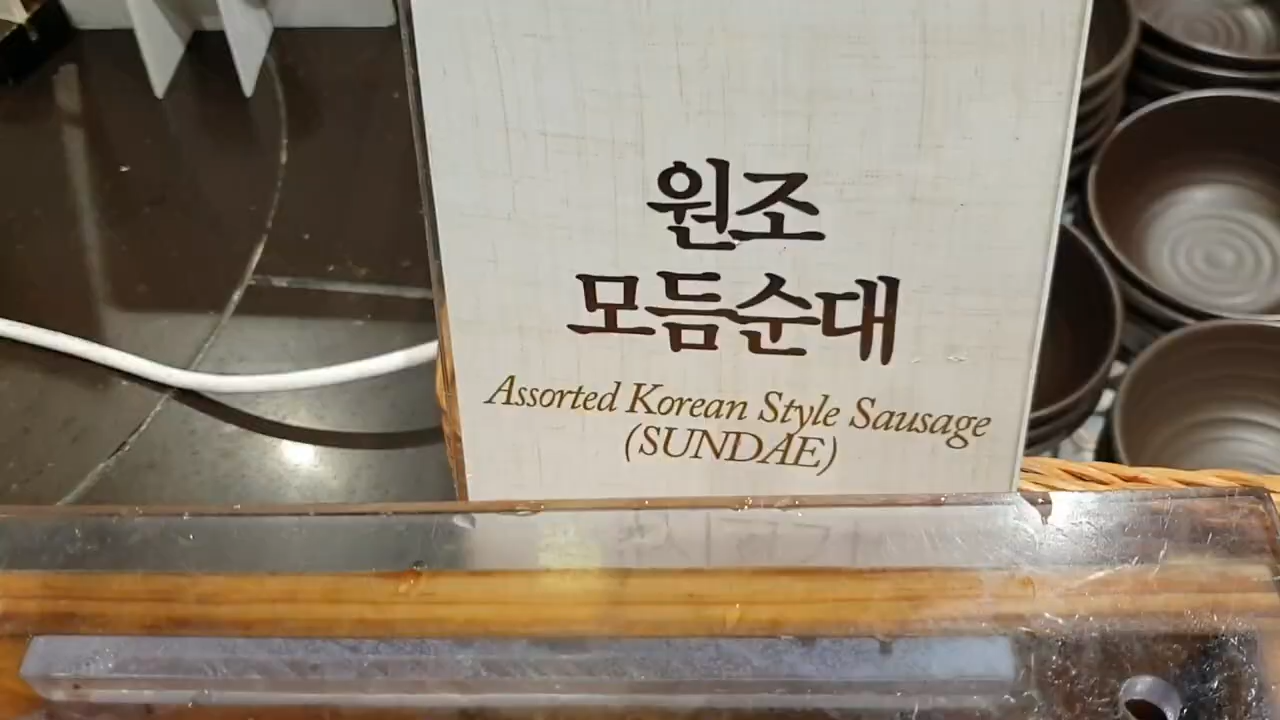 원조
모듬순대
Assorted Korean Style Sausage
(SUNDAE)